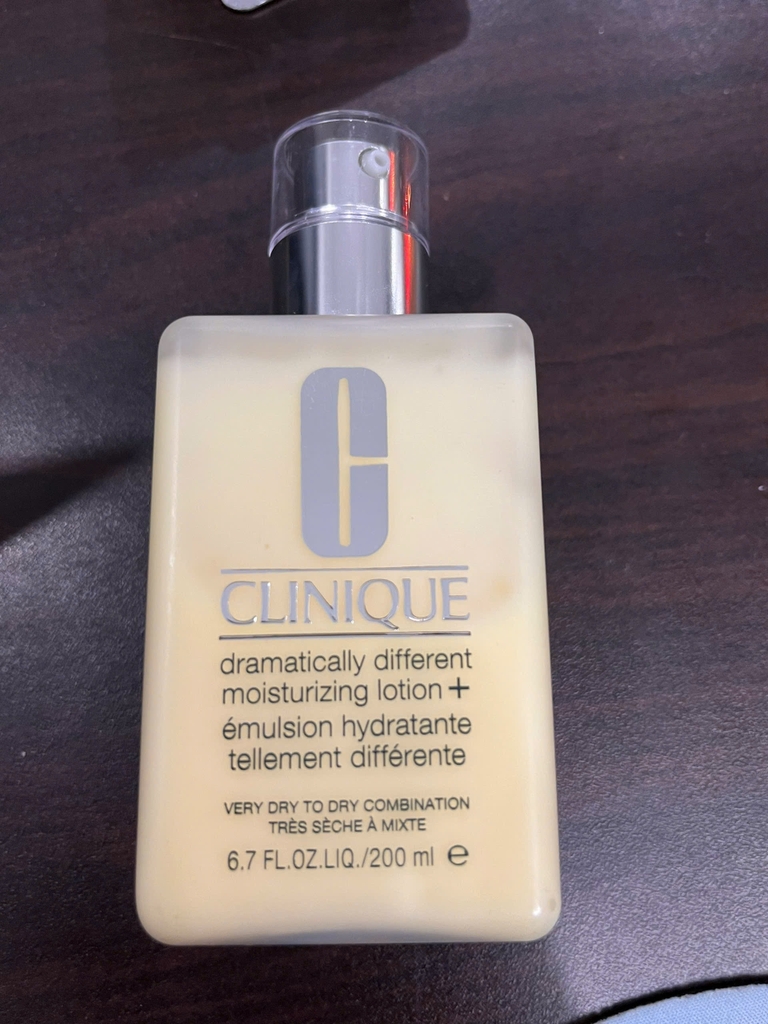 C
CLINIQUE
dramatically different
moisturizing lotion +
émulsion hydratante
tellement différente
VERY DRY TO DRY COMBINATION
TRÈS SÈCHE À MIXTE
6.7 FL.OZ.LIQ./200 ml ℮